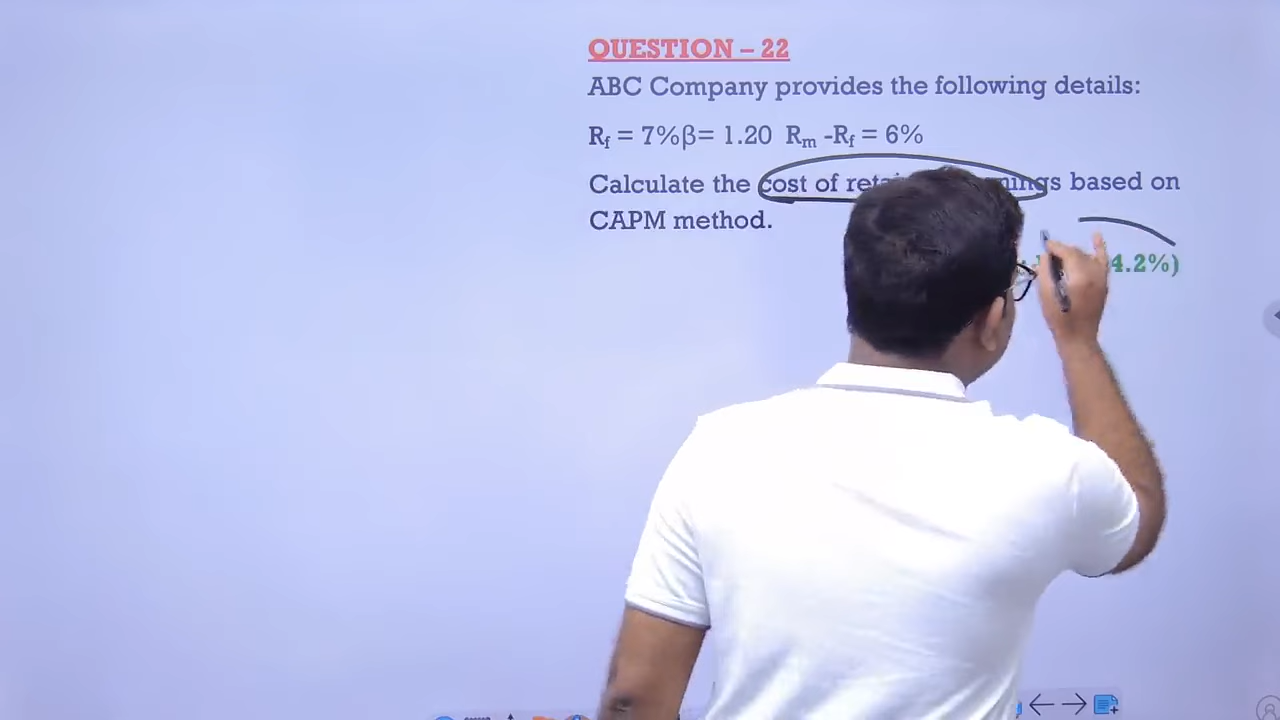 QUESTION – 22
ABC Company provides the following details:
Rf = 7%β= 1.20 Rm -Rf = 6%
Calculate the cost of based on
CAPM method.
4.2%)